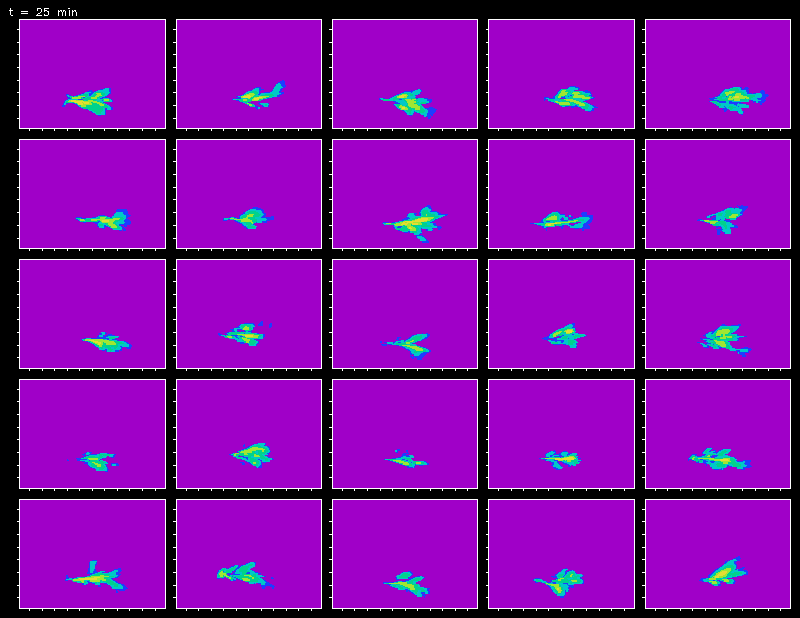 t = 25 min